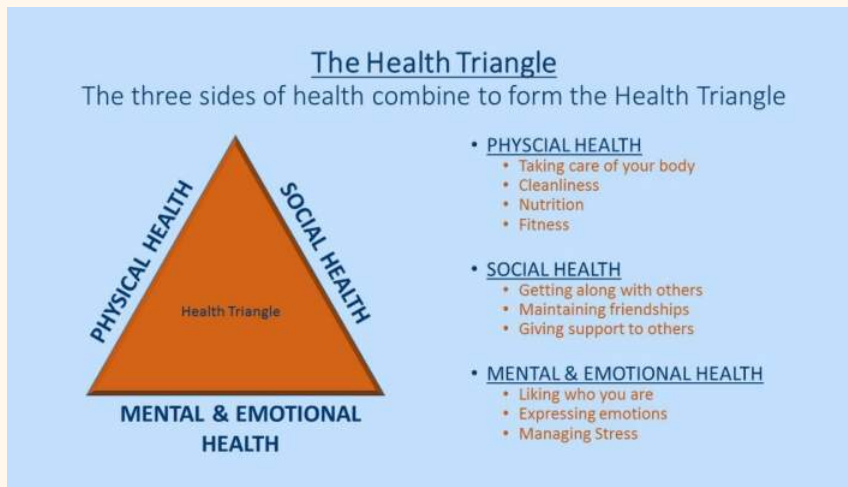 The Health Triangle
The three sides of health combine to form the Health Triangle
PHYSICAL HEALTH
SOCIAL HEALTH
Health Triangle
MENTAL & EMOTIONAL
HEALTH
• PHYSCIAL HEALTH
• Taking care of your body
• Cleanliness
• Nutrition
• Fitness
• SOCIAL HEALTH
• Getting along with others
• Maintaining friendships
• Giving support to others
• MENTAL & EMOTIONAL HEALTH
• Liking who you are
• Expressing emotions
• Managing Stress